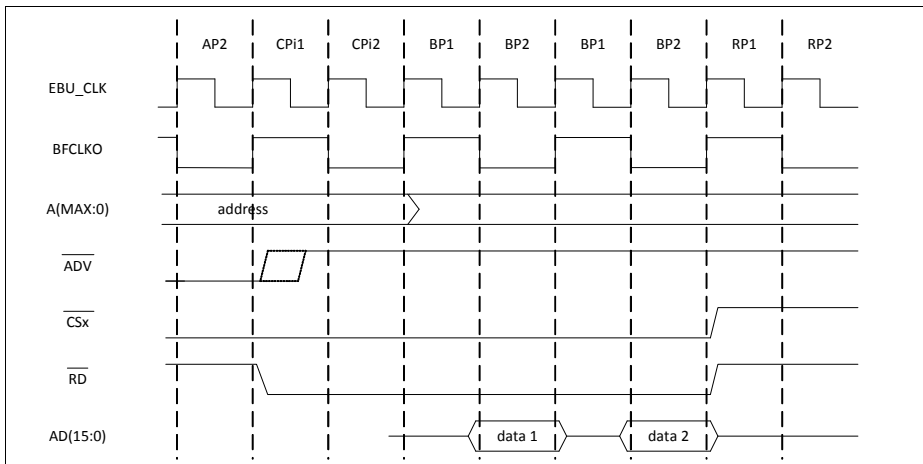 AP2 CPi1 CPi2 BP1 BP2 BP1 BP2 RP1 RP2
EBU_CLK
BFCLKO
A(MAX:0) address
ADV
CSx
RD
AD(15:0) data 1 data 2